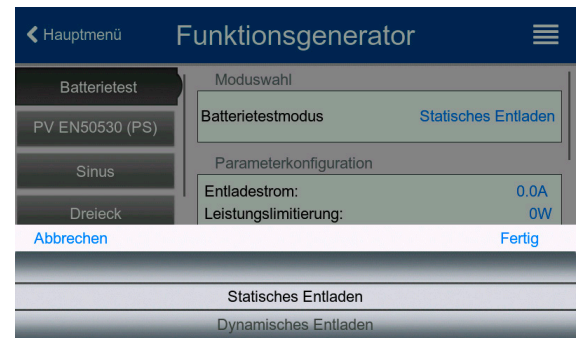 Hauptmenü
Funktionsgenerator
Batterietest
PV EN50530 (PS)
Sinus
Dreieck
Moduswahl
Batterietestmodus Statisches Entladen
Parameterkonfiguration
Entladestrom: 0.0A
Leistungslimitierung: 0W
Abbrechen Fertig
Statisches Entladen
Dynamisches Entladen